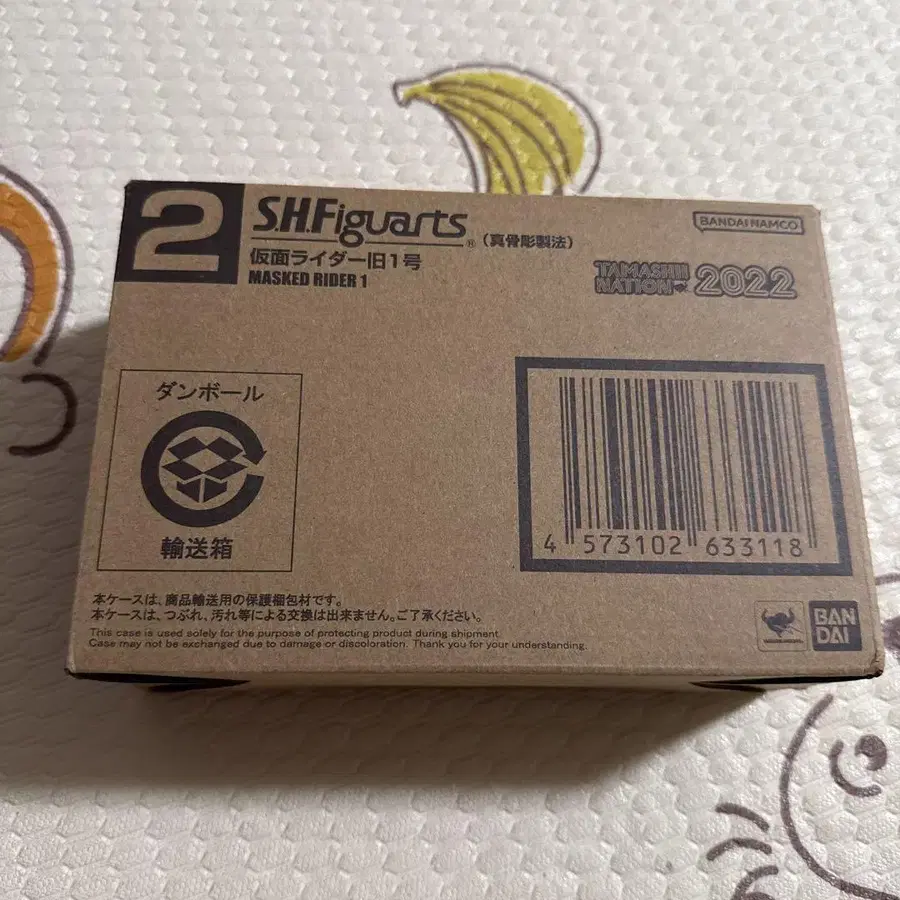 2
S.H.Figuarts® (真骨彫製法)
仮面ライダー旧1号
MASKED RIDER 1
BANDAI NAMCO
TAMASHII NATION 2022
ダンボール
輸送箱
4 573102 633118
本ケースは、商品輸送用の保護梱包材です。
本ケースは、つぶれ、汚れ等による交換は出来ません。ご了承ください。
This case is used solely for the purpose of protecting product during shipment.
Case may not be exchanged due to damage or discoloration. Thank you for your understanding.
BAN
DAI